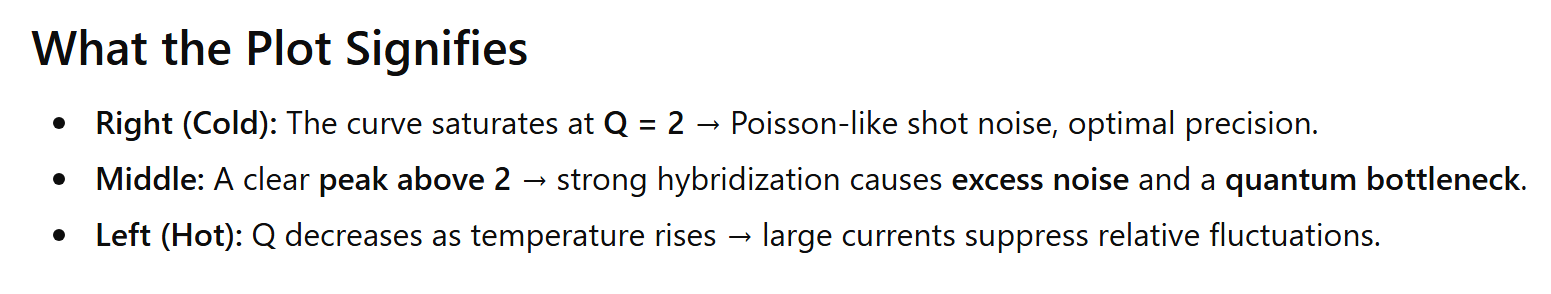 What the Plot Signifies
• Right (Cold): The curve saturates at Q = 2 → Poisson-like shot noise, optimal precision.
• Middle: A clear peak above 2 → strong hybridization causes excess noise and a quantum bottleneck.
• Left (Hot): Q decreases as temperature rises → large currents suppress relative fluctuations.